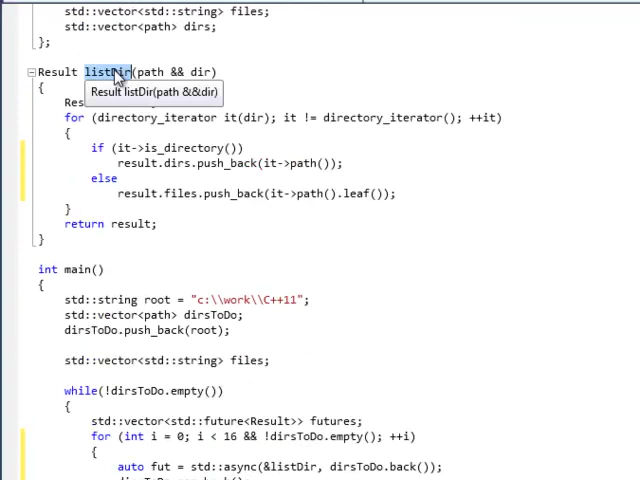 std::vector<std::string> files;
std::vector<path> dirs;
};
Result listDir(path && dir)
{
Result listDir(path &&dir)
Re
for (directory_iterator it(dir); it != directory_iterator(); ++it)
{
if (it->is_directory())
result.dirs.push_back(it->path());
else
result.files.push_back(it->path().leaf());
}
return result;
}
int main()
{
std::string root = "c:\\work\\C++11";
std::vector<path> dirsToDo;
dirsToDo.push_back(root);
std::vector<std::string> files;
while(!dirsToDo.empty())
{
std::vector<std::future<Result>> futures;
for (int i = 0; i < 16 && !dirsToDo.empty(); ++i)
{
auto fut = std::async(&listDir, dirsToDo.back());